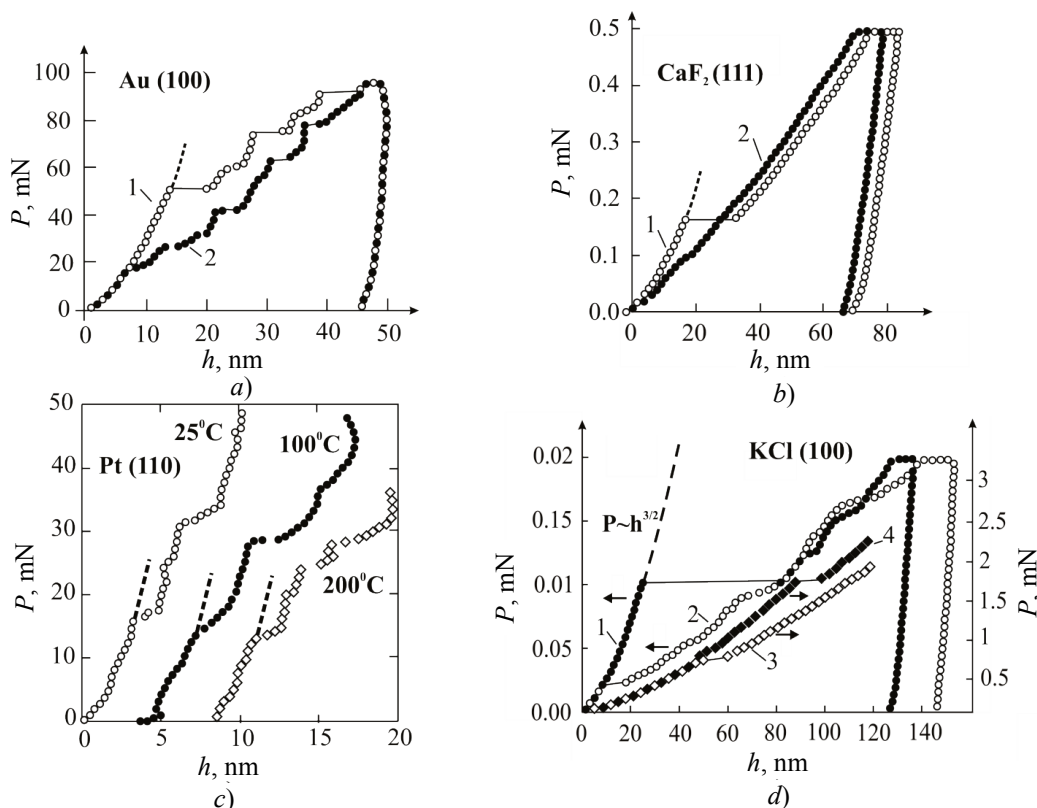 Au (100)
P, mN
100
80
60
40
20
0
1
2
0 10 20 30 40 50
h, nm
a)
CaF₂ (111)
P, mN
0.5
0.4
0.3
0.2
0.1
0.0
1
2
0 20 40 60 80
h, nm
b)
Pt (110)
25⁰C
100⁰C
200⁰C
P, mN
50
40
30
20
10
0
0 5 10 15 20
h, nm
c)
KCl (100)
P~h³/²
P, mN
0.02
0.015
0.01
0.005
0.00
1
2
3
4
3
2.5
2
1.5
1
0.5
P, mN
0 20 40 60 80 100 120 140
h, nm
d)